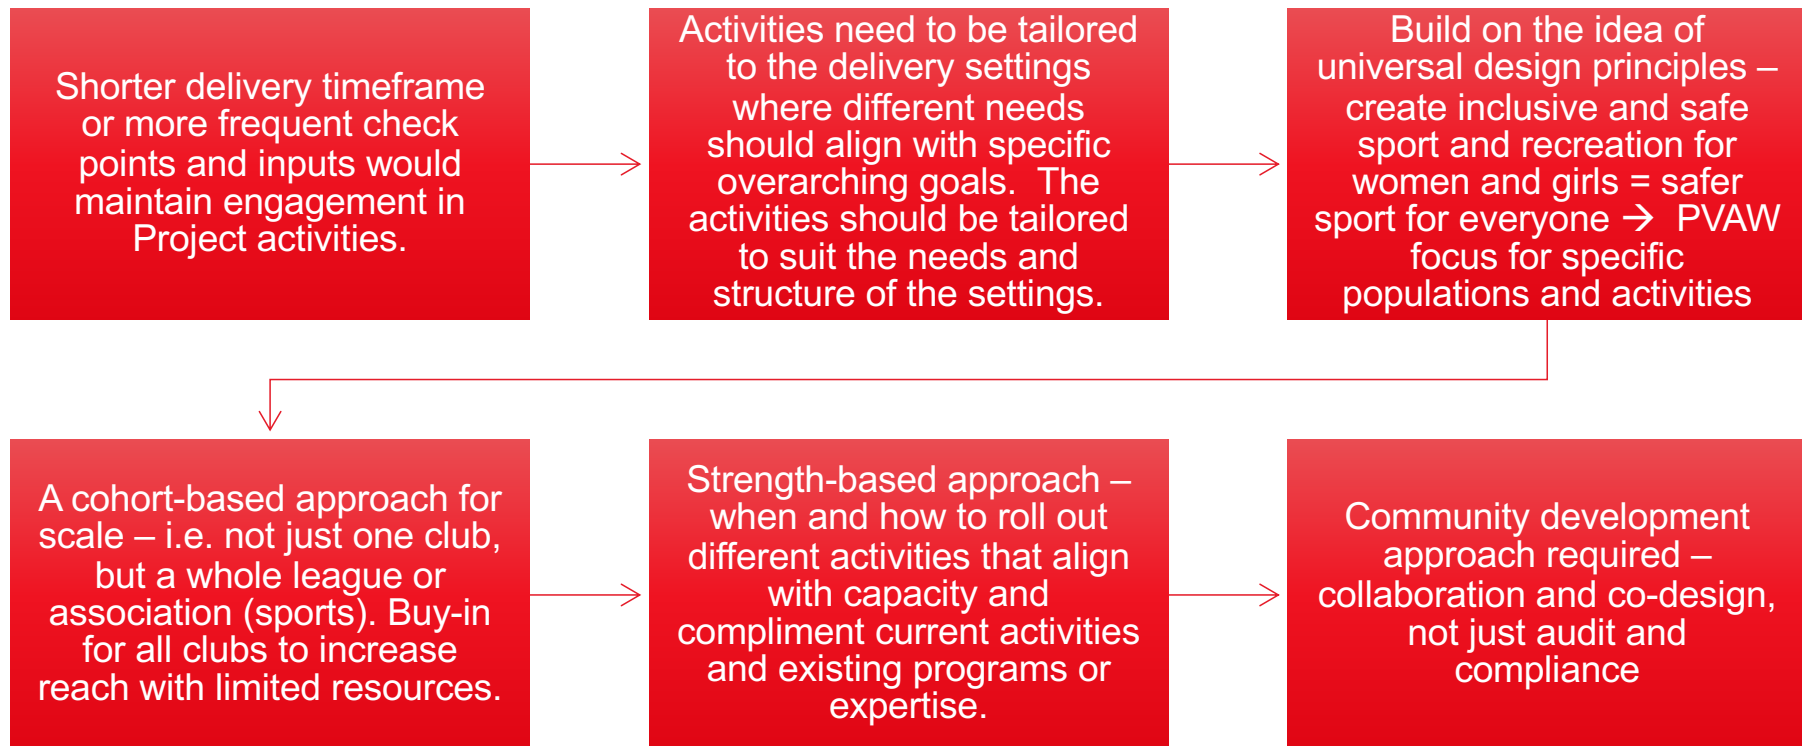 Shorter delivery timeframe
or more frequent check
points and inputs would
maintain engagement in
Project activities.
Activities need to be tailored
to the delivery settings
where different needs
should align with specific
overarching goals.  The
activities should be tailored
to suit the needs and
structure of the settings.
Build on the idea of
universal design principles –
create inclusive and safe
sport and recreation for
women and girls = safer
sport for everyone → PVAW
focus for specific
populations and activities
A cohort-based approach for
scale – i.e. not just one club,
but a whole league or
association (sports). Buy-in
for all clubs to increase
reach with limited resources.
Strength-based approach –
when and how to roll out
different activities that align
with capacity and
compliment current activities
and existing programs or
expertise.
Community development
approach required –
collaboration and co-design,
not just audit and
compliance